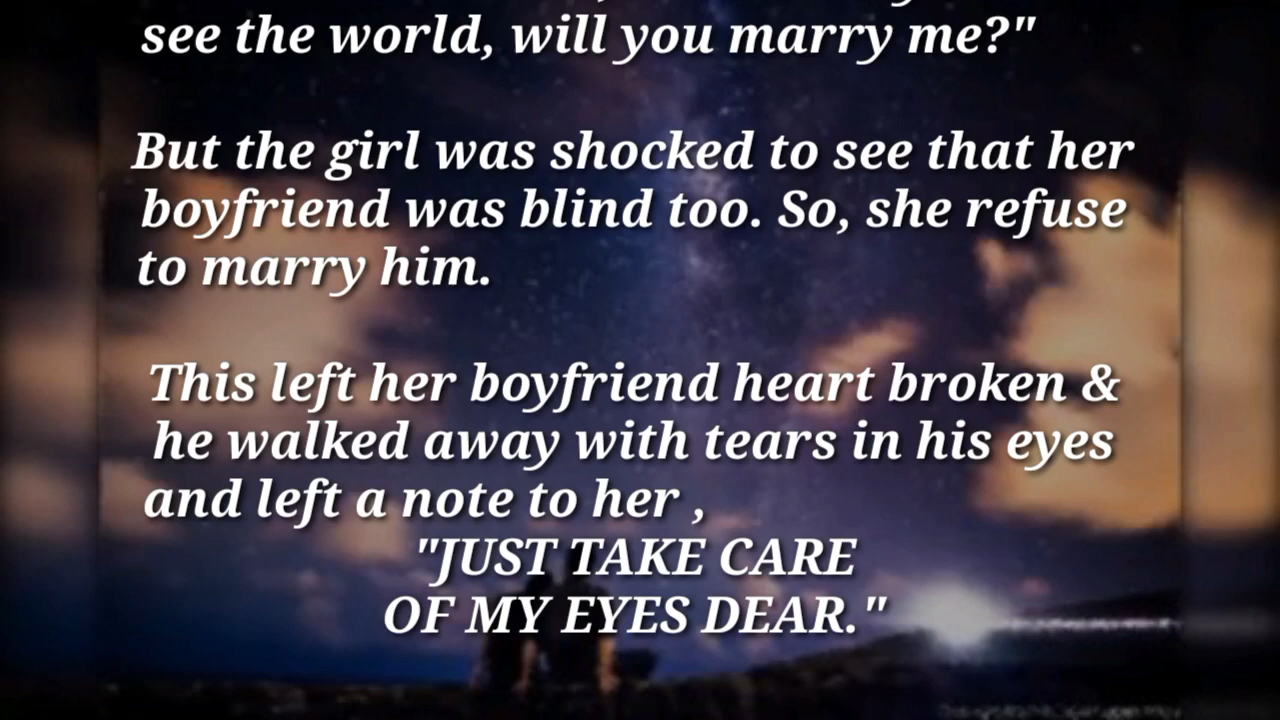 see the world, will you marry me?"
But the girl was shocked to see that her
boyfriend was blind too. So, she refuse
to marry him.
This left her boyfriend heart broken &
he walked away with tears in his eyes
and left a note to her ,
"JUST TAKE CARE
OF MY EYES DEAR."